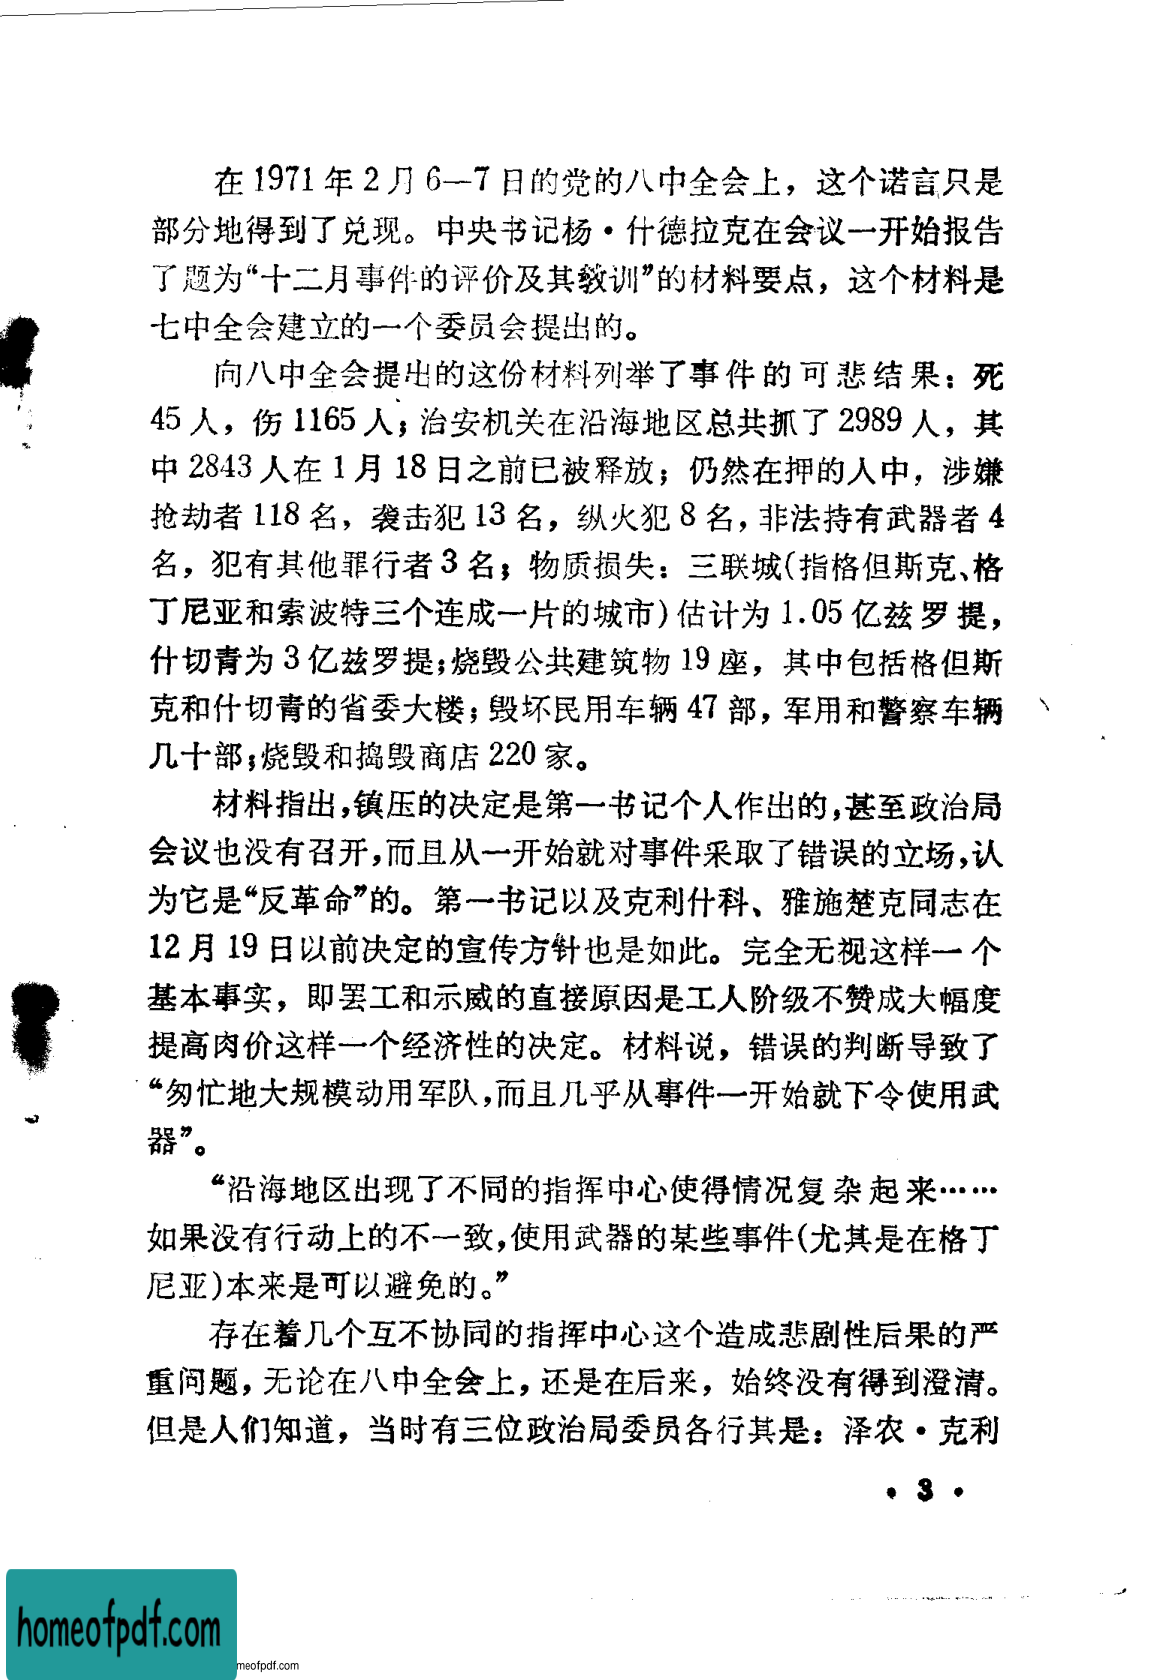 在1971年2月6—7日的党的八中全会上，这个诺言只是
部分地得到了兑现。中央书记杨·什德拉克在会议一开始报告
了题为“十二月事件的评价及其教训”的材料要点，这个材料是
七中全会建立的一个委员会提出的。
向八中全会提出的这份材料列举了事件的可悲结果：死
45人，伤1165人；治安机关在沿海地区总共抓了2989人，其
中2843人在1月18日之前已被释放；仍然在押的人中，涉嫌
抢劫者118名，袭击犯13名，纵火犯8名，非法持有武器者4
名，犯有其他罪行者3名；物质损失：三联城(指格但斯克、格
丁尼亚和索波特三个连成一片的城市)估计为1.05亿兹罗提，
什切青为3亿兹罗提；烧毁公共建筑物19座，其中包括格但斯
克和什切青的省委大楼；毁坏民用车辆47部，军用和警察车辆
几十部；烧毁和捣毁商店220家。
材料指出，镇压的决定是第一书记个人作出的，甚至政治局
会议也没有召开，而且从一开始就对事件采取了错误的立场，认
为它是“反革命”的。第一书记以及克利什科、雅施楚克同志在
12月19日以前决定的宣传方针也是如此。完全无视这样一个
基本事实，即罢工和示威的直接原因是工人阶级不赞成大幅度
提高肉价这样一个经济性的决定。材料说，错误的判断导致了
“匆忙地大规模动用军队，而且几乎从事件一开始就下令使用武
器”。
“沿海地区出现了不同的指挥中心使得情况复杂起来……
如果没有行动上的不一致，使用武器的某些事件(尤其是在格丁
尼亚)本来是可以避免的。”
存在着几个互不协同的指挥中心这个造成悲剧性后果的严
重问题，无论在八中全会上，还是在后来，始终没有得到澄清。
但是人们知道，当时有三位政治局委员各行其是：泽农·克利
·3·
homeofpdf.com
meofpdf.com